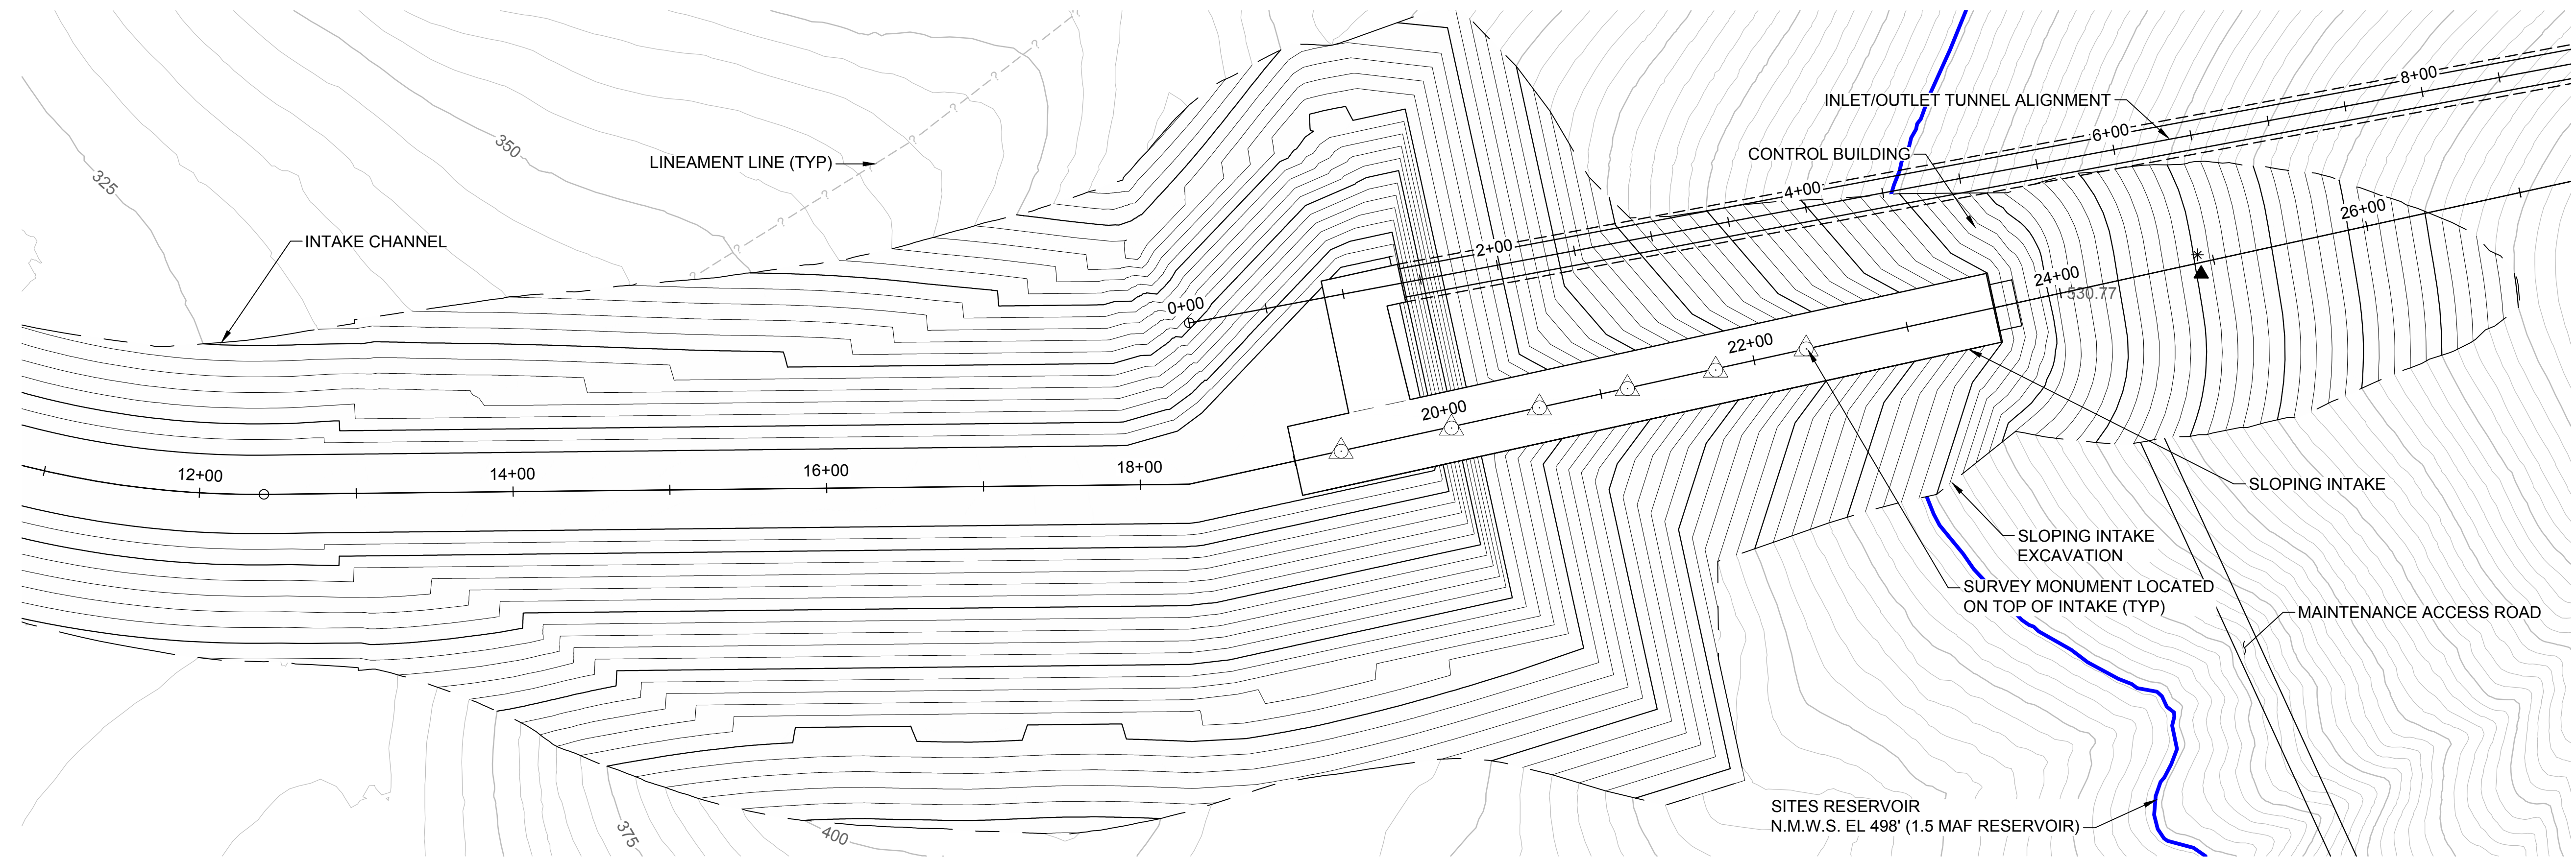 8+00
INLET/OUTLET TUNNEL ALIGNMENT
6+00
350
CONTROL BUILDING
LINEAMENT LINE (TYP)
325
4+00
26+00
INTAKE CHANNEL
2+00
24+00
530.77
0+00
22+00
20+00
18+00
16+00
14+00
12+00
SLOPING INTAKE
SLOPING INTAKE
EXCAVATION
SURVEY MONUMENT LOCATED
ON TOP OF INTAKE (TYP)
MAINTENANCE ACCESS ROAD
SITES RESERVOIR
N.M.W.S. EL 498' (1.5 MAF RESERVOIR)
375
400
?
?
?
?
?
?
?